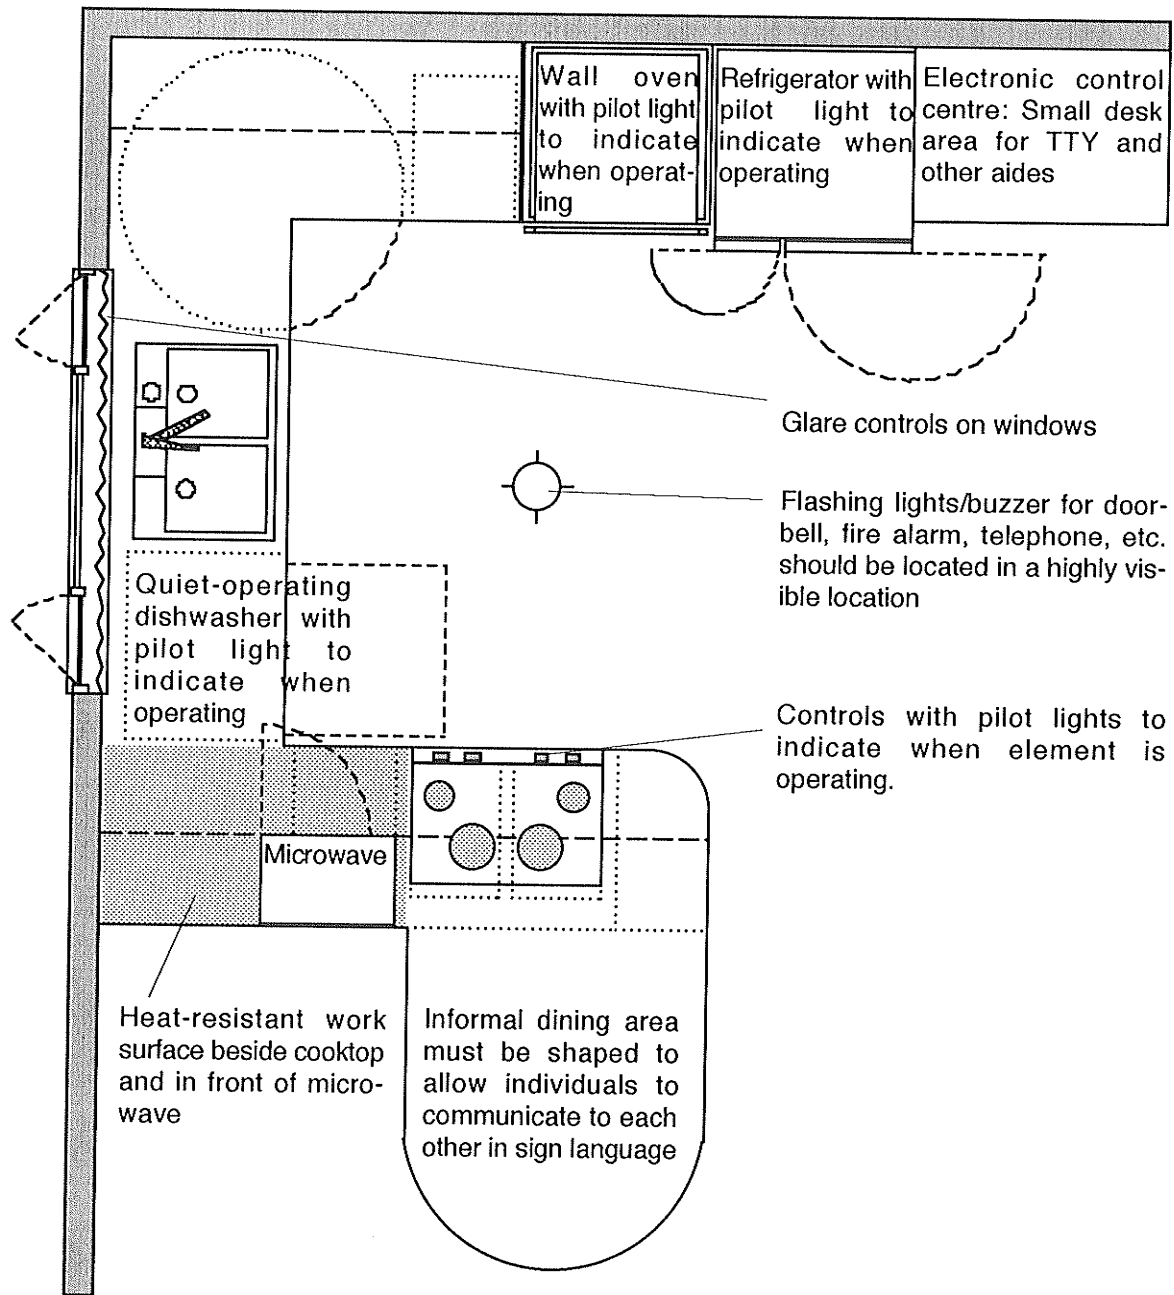 Wall oven
with pilot light
to indicate
when operat-
ing
Refrigerator with
pilot light to
indicate when
operating
Electronic control
centre: Small desk
area for TTY and
other aides
Glare controls on windows
Flashing lights/buzzer for door-
bell, fire alarm, telephone, etc.
should be located in a highly vis-
ible location
Quiet-operating
dishwasher with
pilot light to
indicate when
operating
Controls with pilot lights to
indicate when element is
operating.
Microwave
Heat-resistant work
surface beside cooktop
and in front of micro-
wave
Informal dining area
must be shaped to
allow individuals to
communicate to each
other in sign language